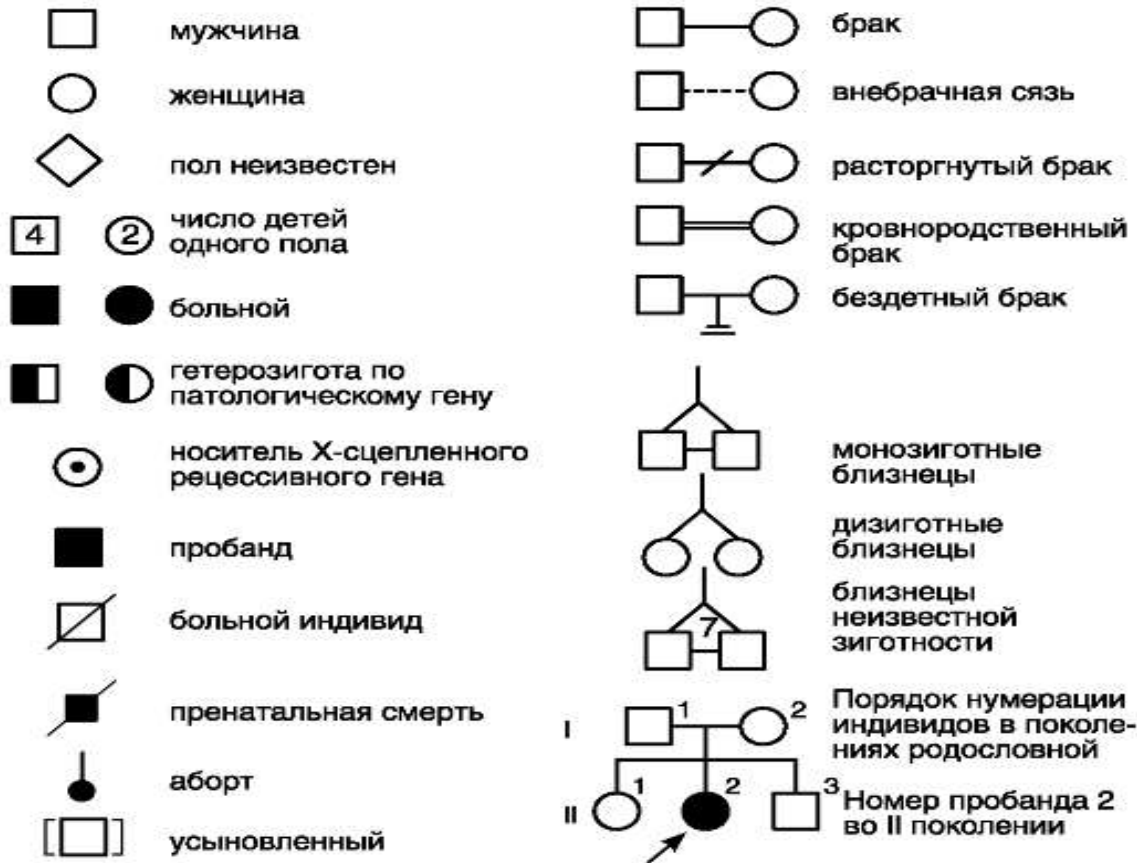 мужчина
женщина
пол неизвестен
4
2
число детей
одного пола
больной
гетерозигота по
патологическому гену
носитель Х-сцепленного
рецессивного гена
пробанд
больной индивид
пренатальная смерть
аборт
усыновленный
брак
внебрачная сязь
расторгнутый брак
кровнородственный
брак
бездетный брак
монозиготные
близнецы
дизиготные
близнецы
7
близнецы
неизвестной
зиготности
I
1
2
Порядок нумерации
индивидов в поколе-
ниях родословной
II
1
2
3
Номер пробанда 2
во II поколении